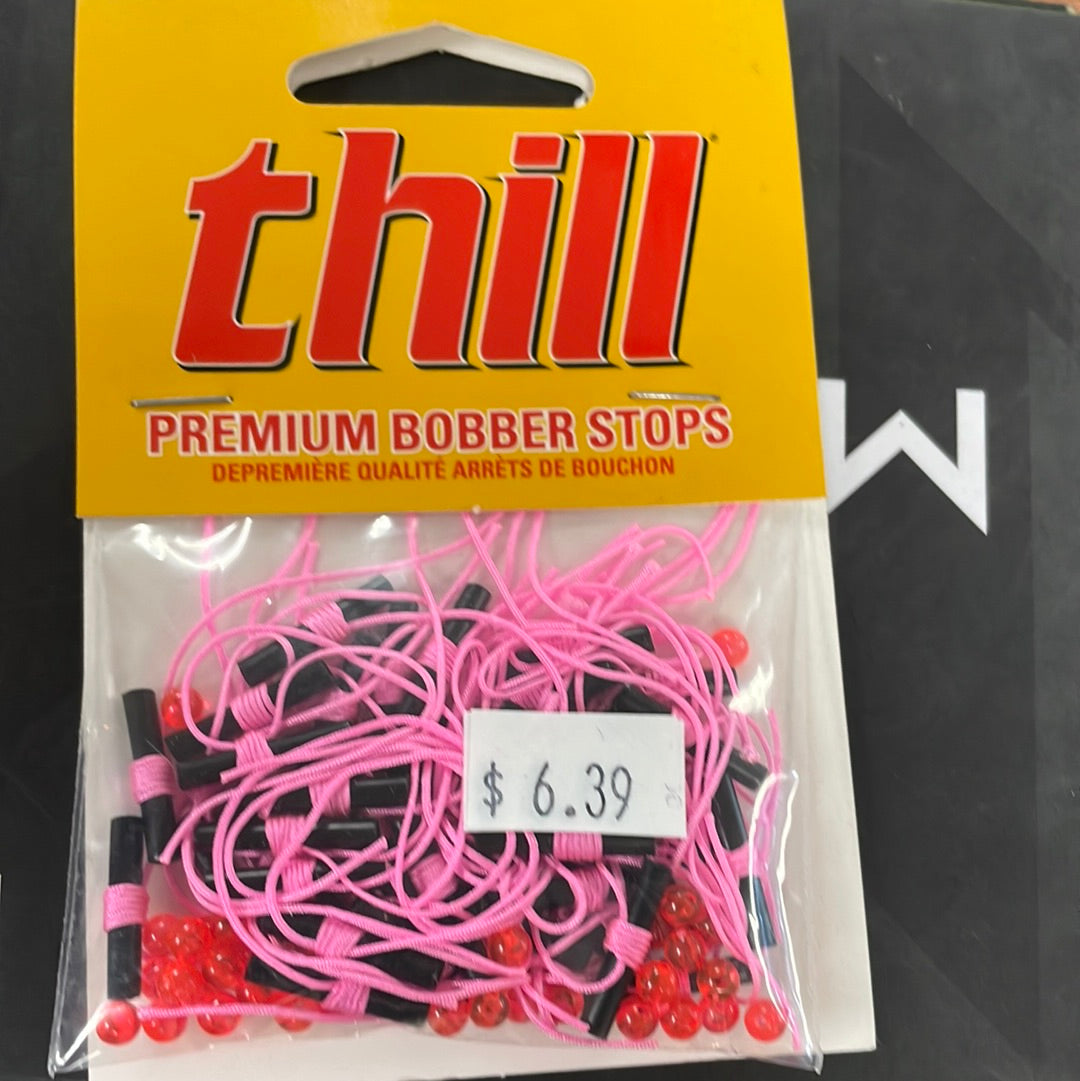 thill
PREMIUM BOBBER STOPS
DEPREMIÈRE QUALITÉ ARRÊTS DE BOUCHON
$ 6.39